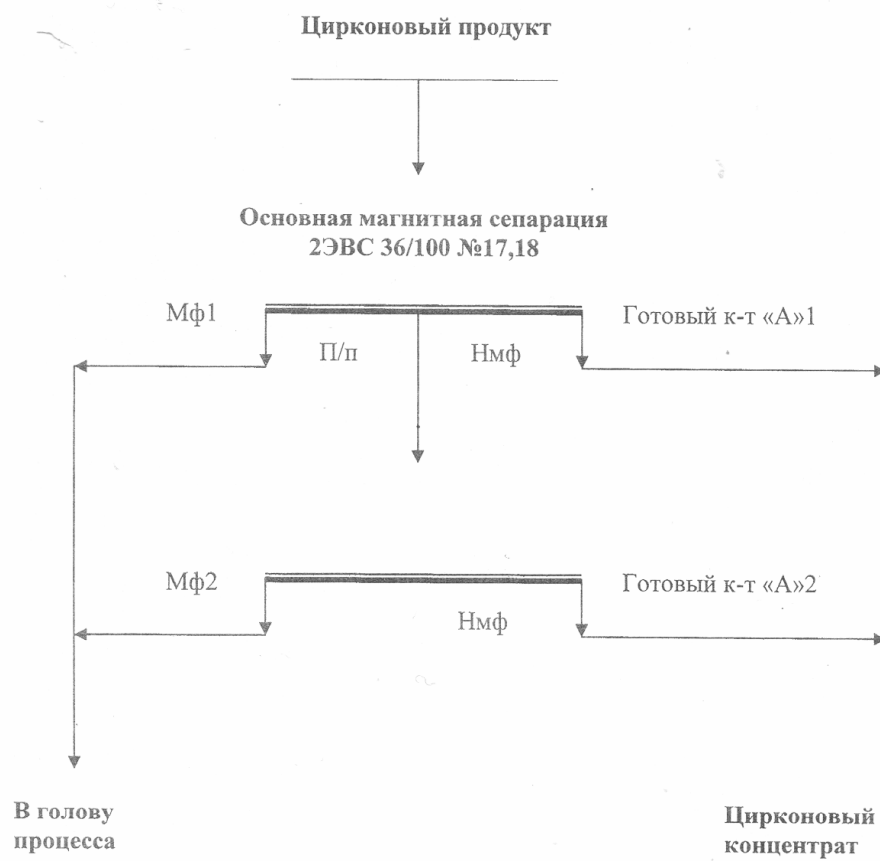 Цирконовый продукт
Основная магнитная сепарация
2ЭВС 36/100 №17,18
Мф1
Готовый к-т «А»1
П/п
Нмф
Мф2
Готовый к-т «А»2
Нмф
В голову
процесса
Цирконовый
концентрат